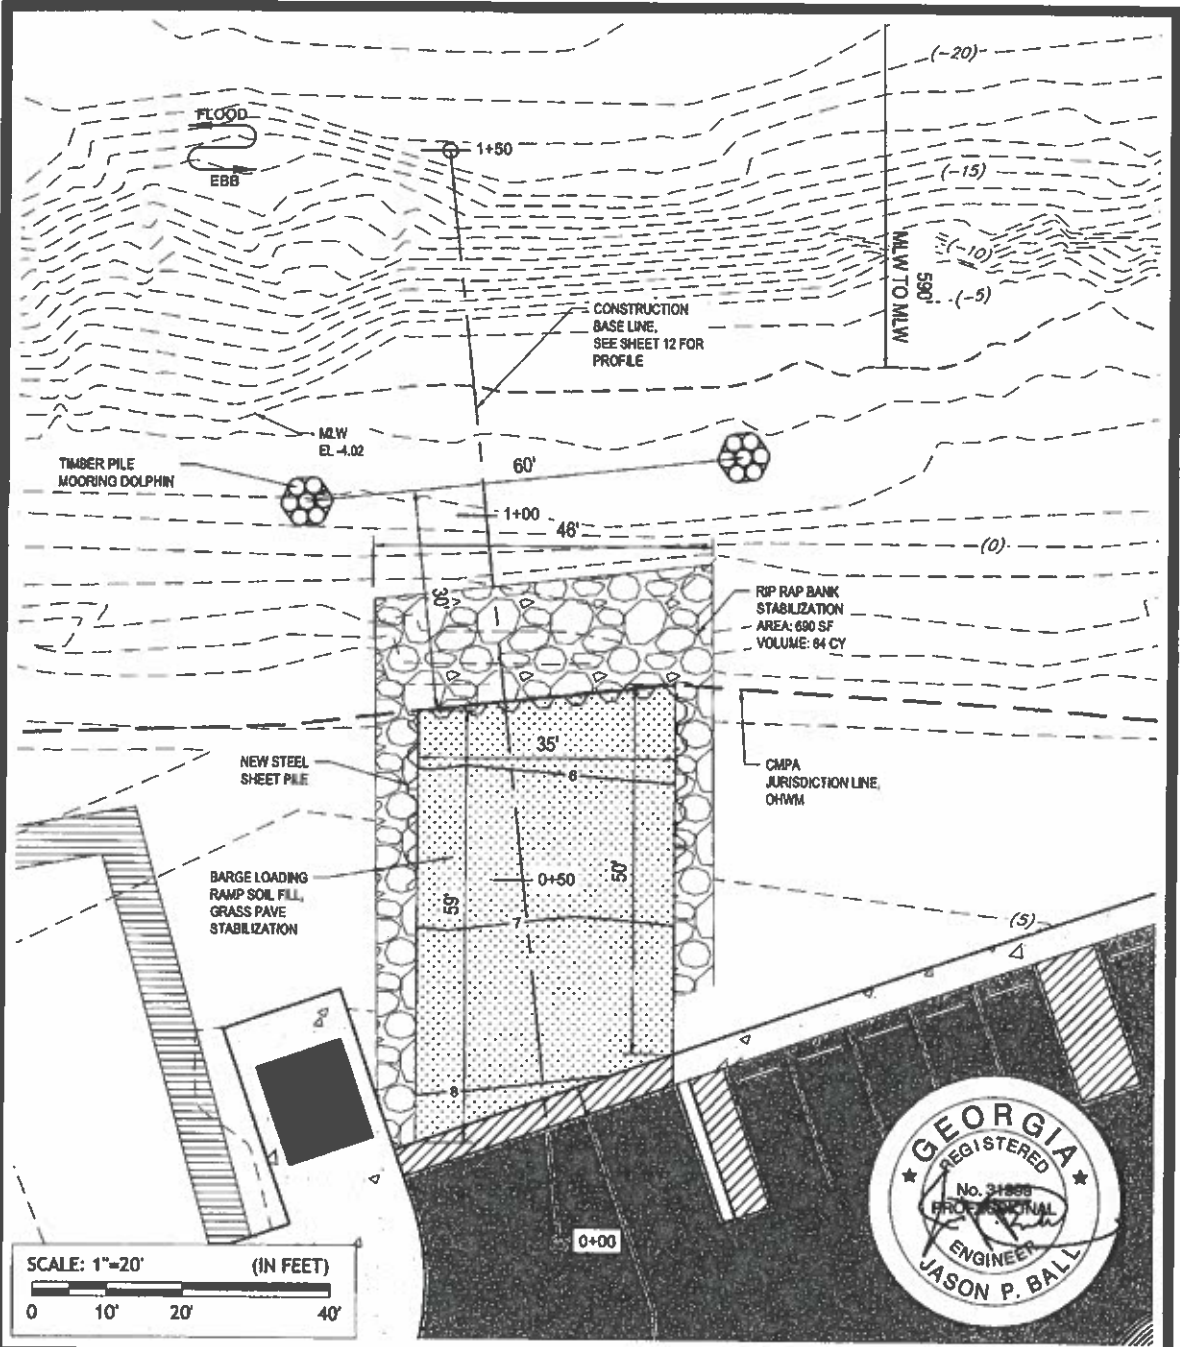 (-20)
FLOOD
EBB
1+50
(-15)
(-10)
(-5)
590'
MLW TO MLW
CONSTRUCTION
BASE LINE,
SEE SHEET 12 FOR
PROFILE
MLW
EL -4.02
TIMBER PILE
MOORING DOLPHIN
60'
1+00
46'
(0)
30'
RIP RAP BANK
STABILIZATION
AREA: 690 SF
VOLUME: 64 CY
35'
6
NEW STEEL
SHEET PILE
CMPA
JURISDICTION LINE,
OHWM
BARGE LOADING
RAMP SOIL FILL,
GRASS PAVE
STABILIZATION
0+50
50'
59'
7
(5)
8
0+00
GEORGIA
REGISTERED
No.
PROFESSIONAL
ENGINEER
JASON P. BALL
SCALE: 1"=20' (IN FEET)
0 10' 20' 40'